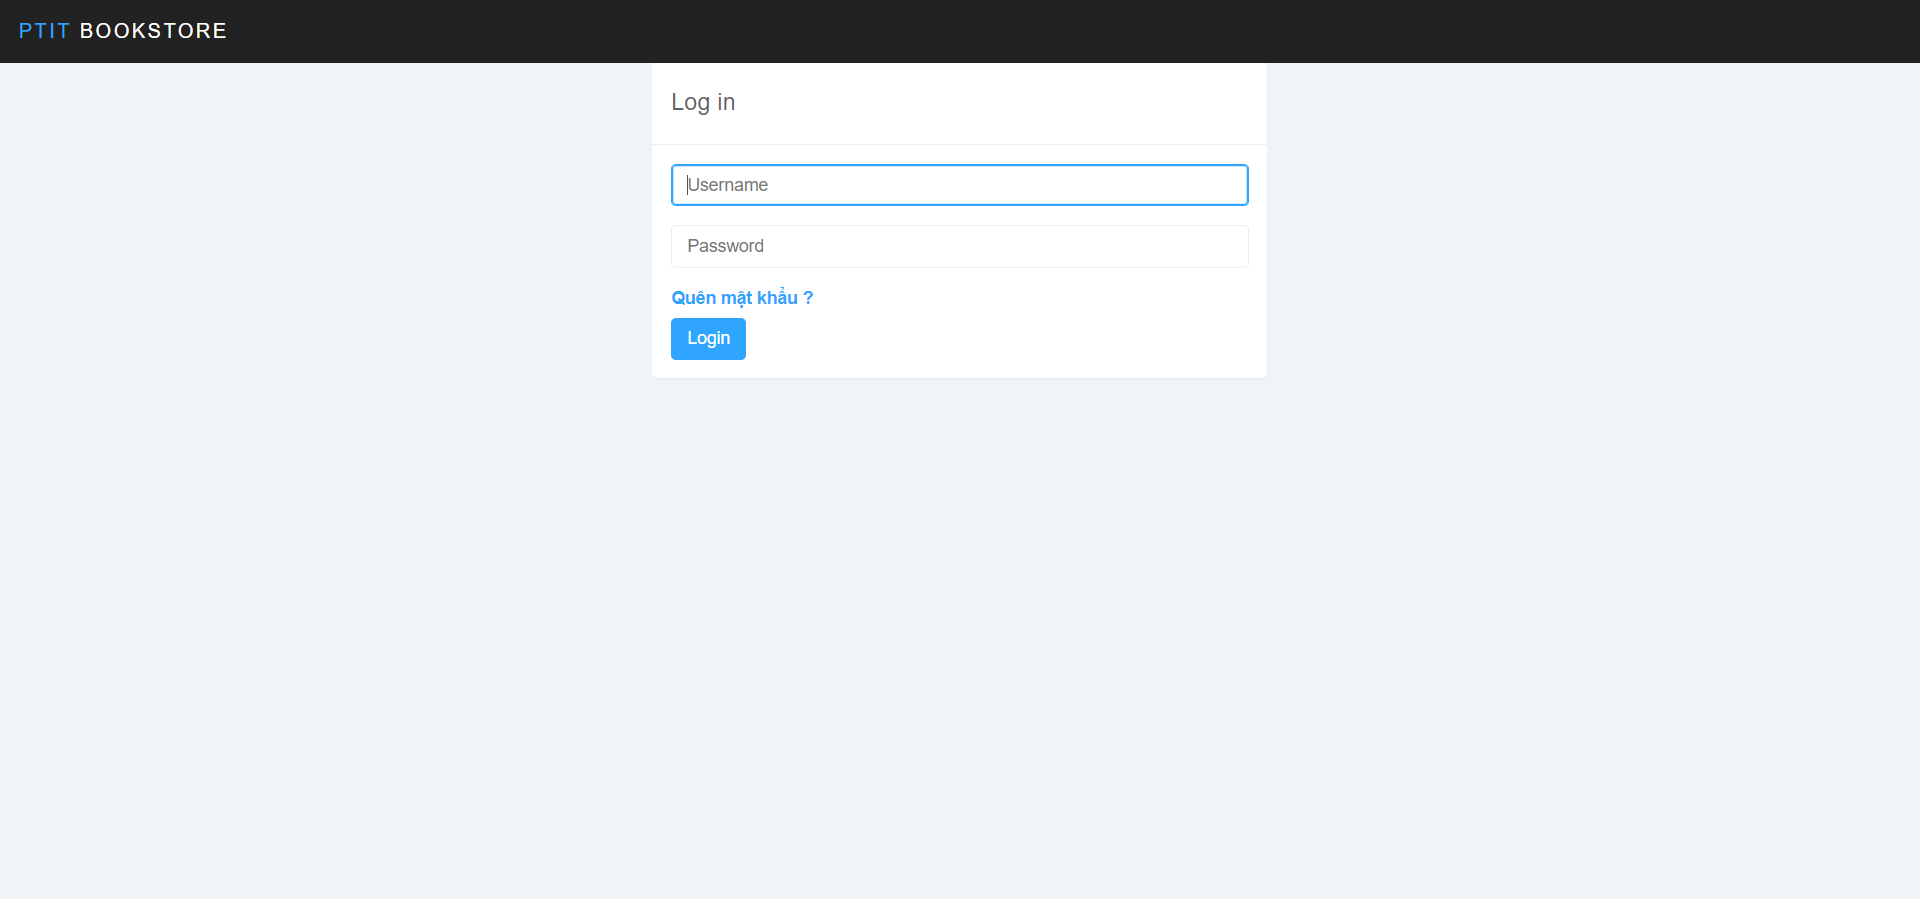 PTIT BOOKSTORE
Log in
Username
Password
Quên mật khẩu ?
Login